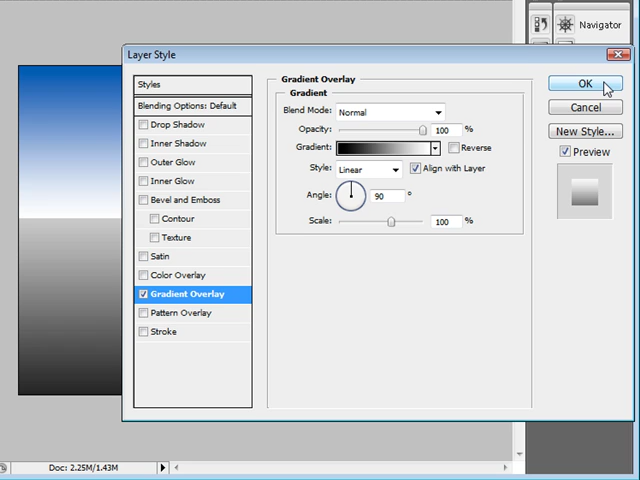 Navigator
Layer Style
Styles
Blending Options: Default
Drop Shadow
Inner Shadow
Outer Glow
Inner Glow
Bevel and Emboss
Contour
Texture
Satin
Color Overlay
Gradient Overlay
Pattern Overlay
Stroke
Gradient Overlay
Gradient
Blend Mode: Normal
Opacity: 100 %
Gradient: Reverse
Style: Linear Align with Layer
Angle: 90 °
Scale: 100 %
OK
Cancel
New Style...
Preview
Doc: 2.25M/1.43M